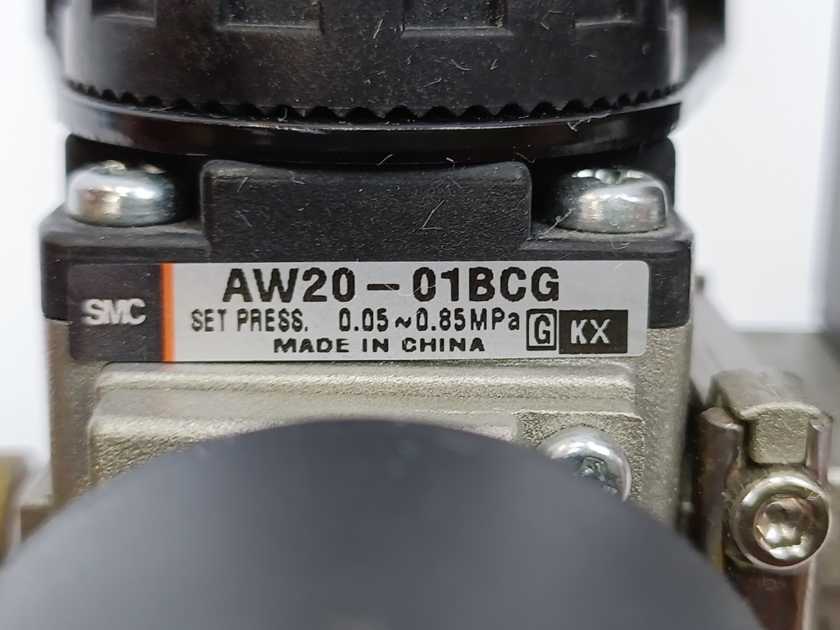 AW20-01BCG
SMC
SET PRESS. 0.05~0.85MPa G KX
MADE IN CHINA